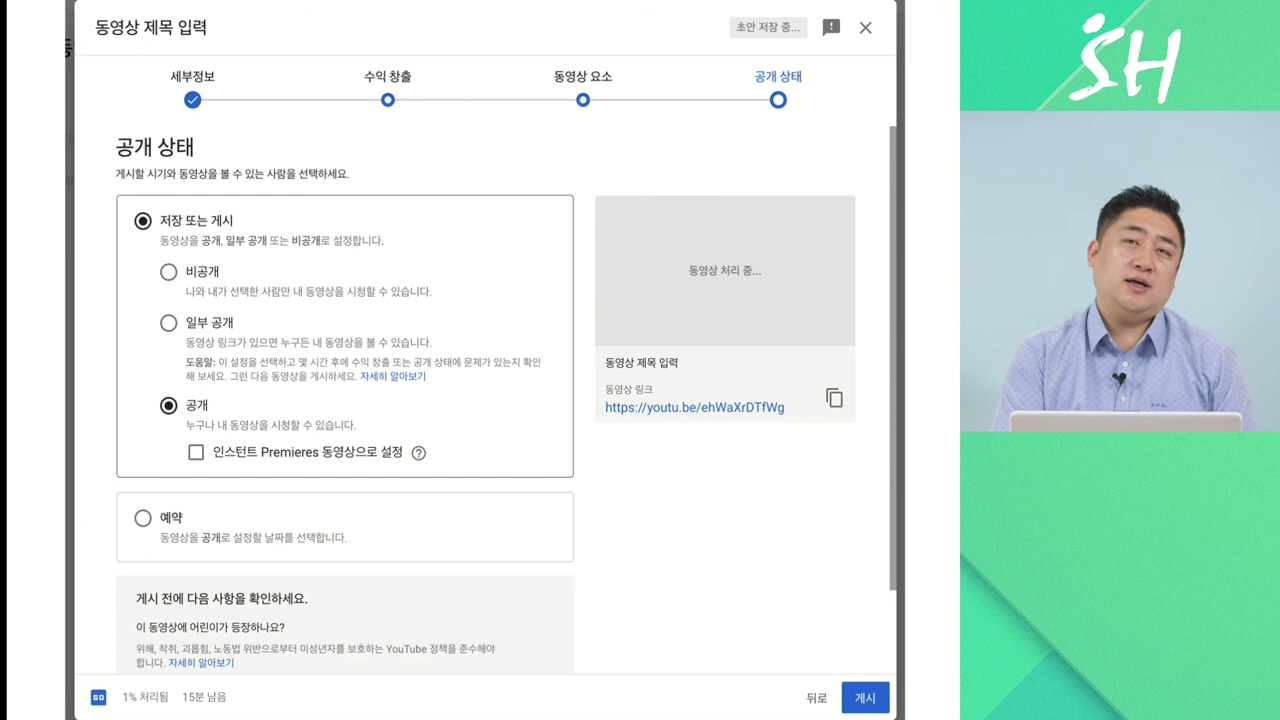 동영상 제목 입력
초안 저장 중...
세부정보
수익 창출
동영상 요소
공개 상태
공개 상태
게시할 시기와 동영상을 볼 수 있는 사람을 선택하세요.
저장 또는 게시
동영상을 공개, 일부 공개 또는 비공개로 설정합니다.
비공개
나와 내가 선택한 사람만 내 동영상을 시청할 수 있습니다.
일부 공개
동영상 링크가 있으면 누구든 내 동영상을 볼 수 있습니다.
도움말: 이 설정을 선택하고 몇 시간 후에 수익 창출 또는 공개 상태에 문제가 있는지 확인
해 보세요. 그런 다음 동영상을 게시하세요. 자세히 알아보기
공개
누구나 내 동영상을 시청할 수 있습니다.
인스턴트 Premieres 동영상으로 설정
예약
동영상을 공개로 설정할 날짜를 선택합니다.
게시 전에 다음 사항을 확인하세요.
이 동영상에 어린이가 등장하나요?
위해, 착취, 괴롭힘, 노동법 위반으로부터 미성년자를 보호하는 YouTube 정책을 준수해야
합니다. 자세히 알아보기
동영상 처리 중...
동영상 제목 입력
동영상 링크
https://youtu.be/ehWaXrDTfWg
SD
1% 처리됨
15분 남음
뒤로
게시
SH